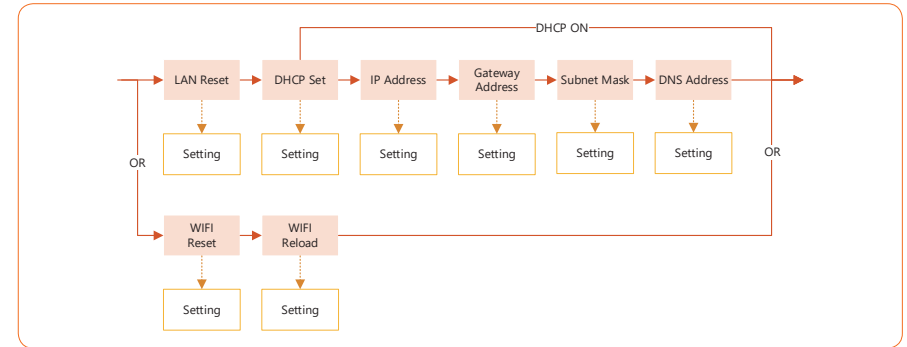 DHCP ON
LAN Reset
DHCP Set
IP Address
Gateway
Address
Subnet Mask
DNS Address
Setting
Setting
Setting
Setting
Setting
Setting
OR
OR
WIFI
Reset
WIFI
Reload
Setting
Setting